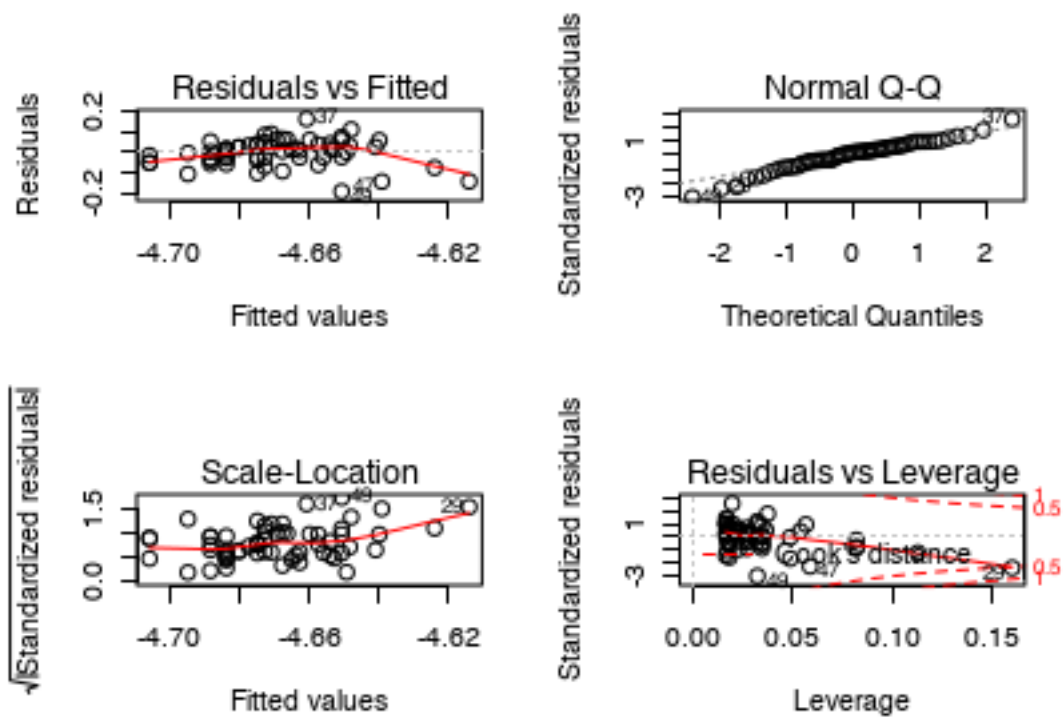 Residuals vs Fitted
Residuals
0.2
-0.2
37
47
-4.70
-4.66
-4.62
Fitted values
Normal Q-Q
Standardized residuals
1
-3
37
-2
-1
0
1
2
Theoretical Quantiles
Scale-Location
√|Standardized residuals|
1.5
0.0
37
49
29
-4.70
-4.66
-4.62
Fitted values
Residuals vs Leverage
Standardized residuals
1
-3
1
0.5
0.5
1
distance
49
47
29
0.00
0.05
0.10
0.15
Leverage